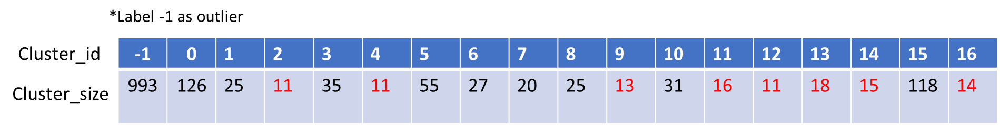 *Label -1 as outlier
Cluster_id -1 0 1 2 3 4 5 6 7 8 9 10 11 12 13 14 15 16
Cluster_size 993 126 25 11 35 11 55 27 20 25 13 31 16 11 18 15 118 14